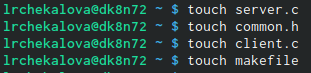 lrchekalova@dk8n72 ~ $ touch server.c
lrchekalova@dk8n72 ~ $ touch common.h
lrchekalova@dk8n72 ~ $ touch client.c
lrchekalova@dk8n72 ~ $ touch makefile